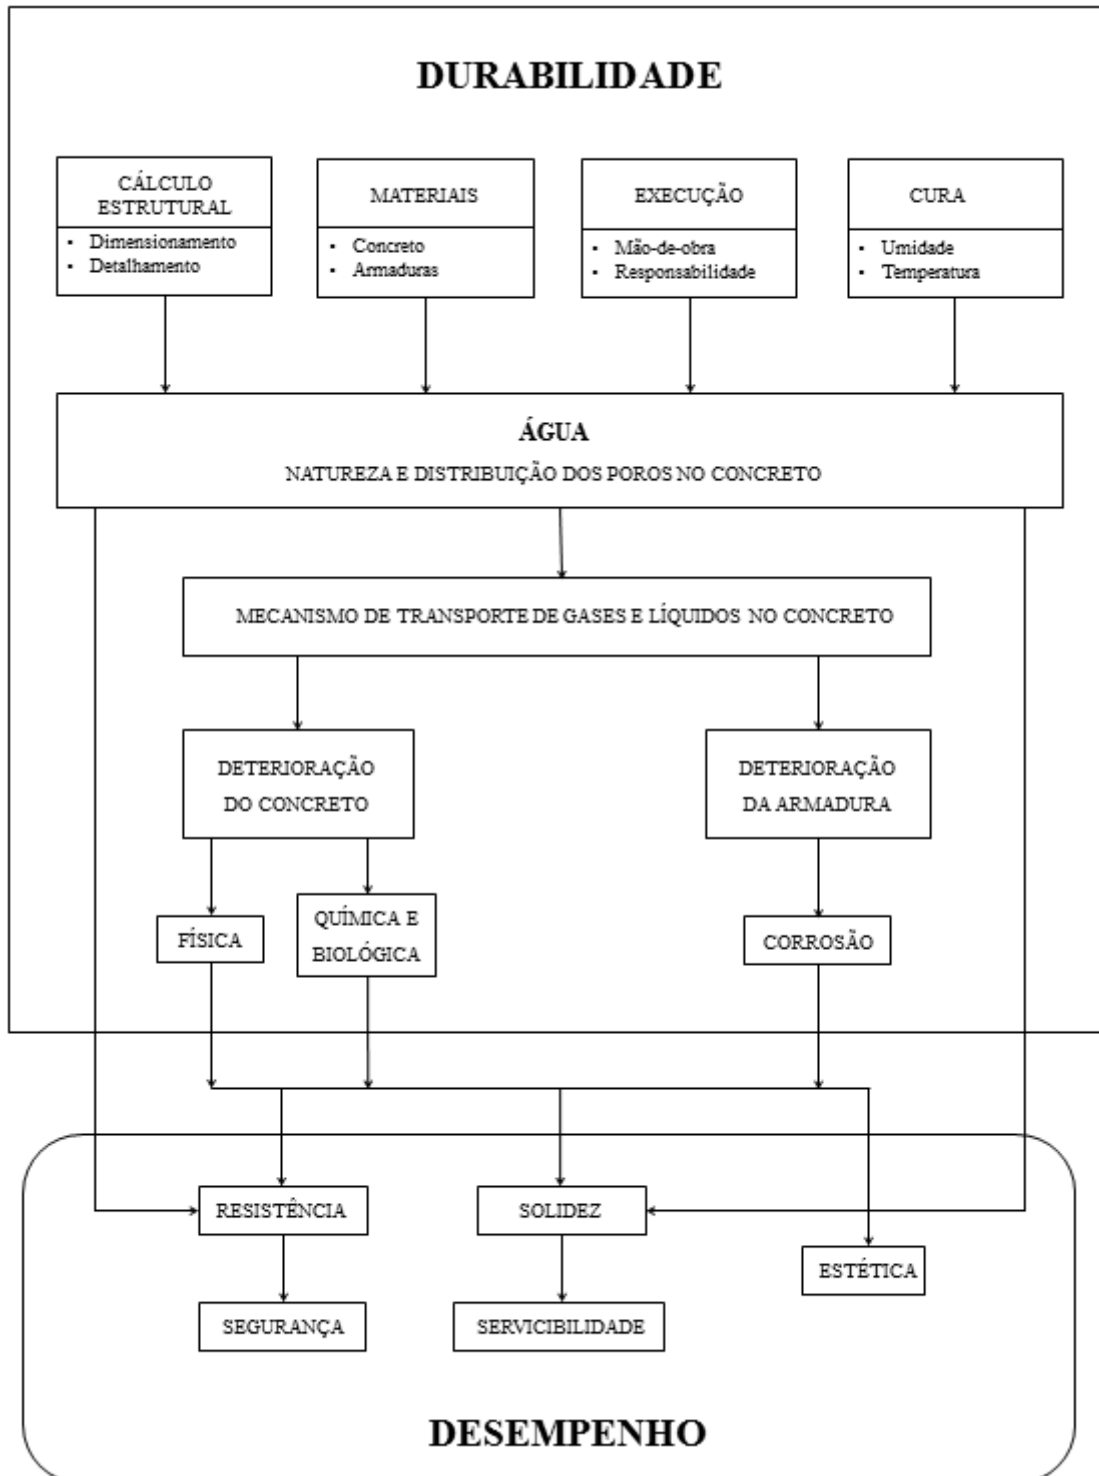 DURABILIDADE
CÁLCULO
ESTRUTURAL
▪ Dimensionamento
▪ Detalhamento
MATERIAIS
▪ Concreto
▪ Armaduras
EXECUÇÃO
▪ Mão-de-obra
▪ Responsabilidade
CURA
▪ Umidade
▪ Temperatura
ÁGUA
NATUREZA E DISTRIBUIÇÃO DOS POROS NO CONCRETO
MECANISMO DE TRANSPORTE DE GASES E LÍQUIDOS NO CONCRETO
DETERIORAÇÃO
DO CONCRETO
DETERIORAÇÃO
DA ARMADURA
FÍSICA
QUÍMICA E
BIOLÓGICA
CORROSÃO
RESISTÊNCIA
SOLIDEZ
ESTÉTICA
SEGURANÇA
SERVICIBILIDADE
DESEMPENHO